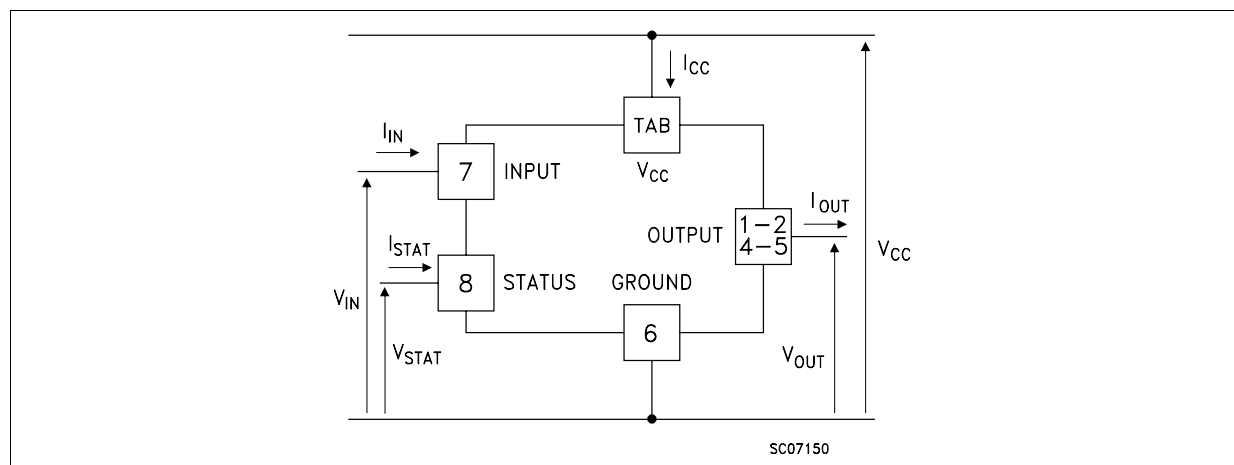 I_CC
TAB
V_CC
I_IN
7 INPUT
I_OUT
1-2
OUTPUT
4-5
V_CC
I_STAT
8 STATUS
GROUND
V_IN
6
V_STAT
V_OUT
SC07150